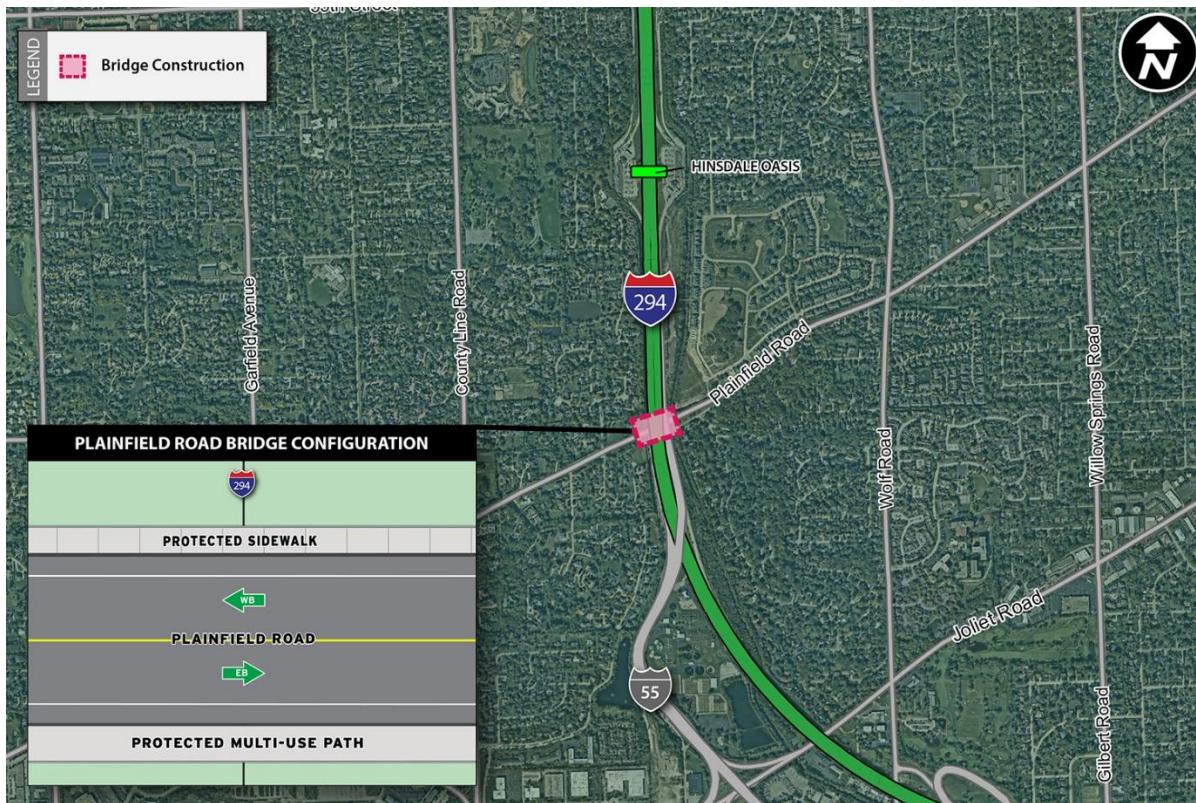 Street
LEGEND
Bridge Construction
N
HINSDALE OASIS
294
Garfield Avenue
County Line Road
Plainfield Road
Wolf Road
Willow Springs Road
PLAINFIELD ROAD BRIDGE CONFIGURATION
294
PROTECTED SIDEWALK
WB
PLAINFIELD ROAD
EB
PROTECTED MULTI-USE PATH
Joliet Road
55
Gilbert Road